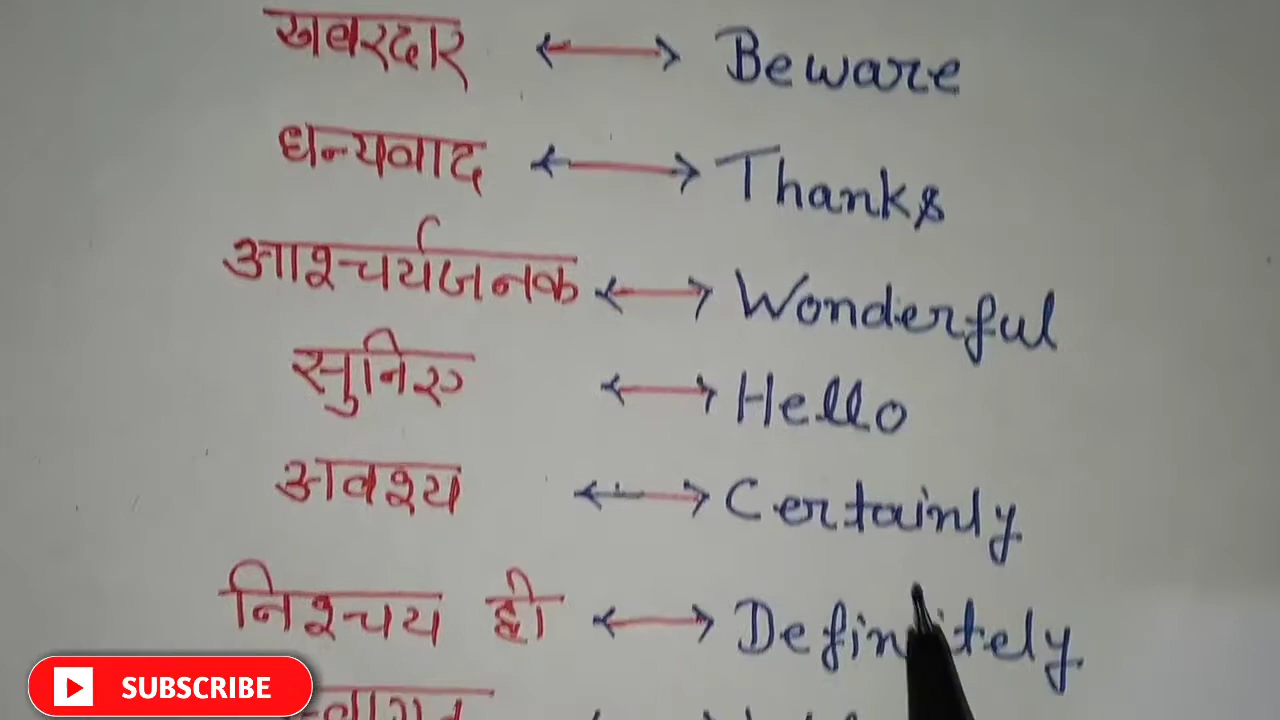 खबरदार ↔ Beware
धन्यवाद ↔ Thanks
आश्चर्यजनक ↔ Wonderful
सुनिए ↔ Hello
अवश्य ↔ Certainly
निश्चय ही ↔ Definitely
SUBSCRIBE